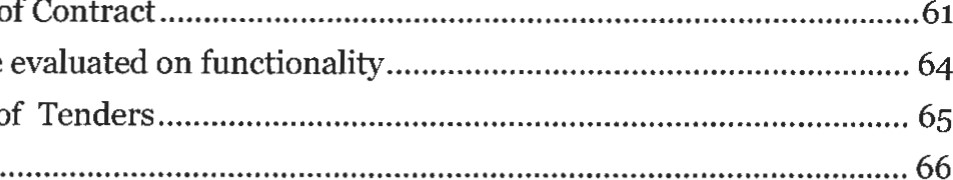 of Contract....................................................................................................61
evaluated on functionality.................................................................... 64
of Tenders.................................................................................................. 65
....................................................................................................................... 66